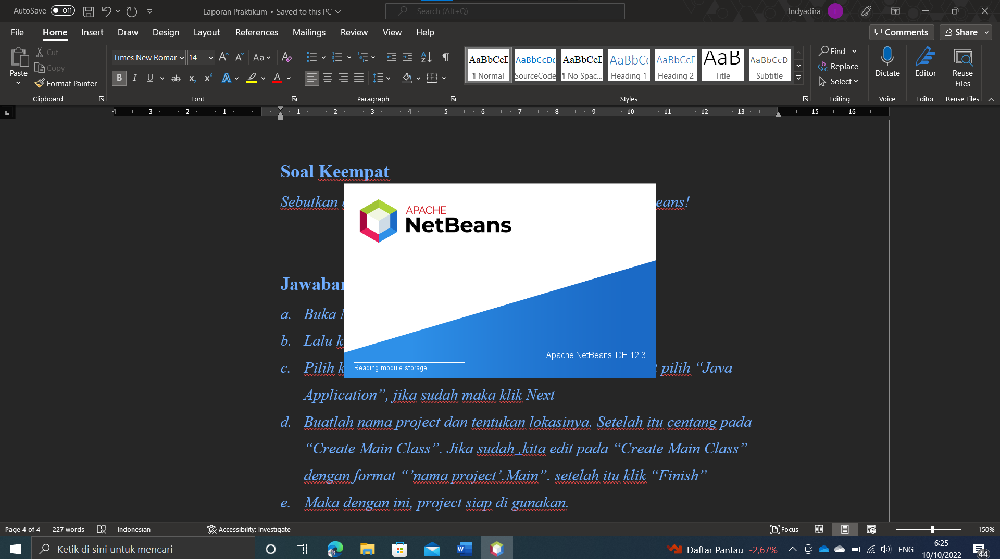 AutoSave Off Laporan Praktikum • Saved to this PC Search (Alt+Q) Indyadira I
File Home Insert Draw Design Layout References Mailings Review View Help Comments Share
Paste Cut Copy Format Painter
Times New Romar 14 Aa
B I U ab x₂ x² A A
AaBbCcI AaBbCcDc AaBbCcI AaBbCc AaBbCcD AaB AaBbCcD
¶ Normal SourceCode ¶ No Spac... Heading 1 Heading 2 Title Subtitle
Find Replace Select
Dictate Editor Reuse Files
Clipboard Font Paragraph Styles Editing Voice Editor Reuse Files
4 3 2 1 1 2 3 4 5 6 7 8 9 10 11 12 13 15 16
Soal Keempat
Sebutkan eans!
APACHE
NetBeans
Jawaban
a. Buka
b. Lalu k
Apache NetBeans IDE 12.3
Reading module storage...
c. Pilih k pilih “Java
Application”, jika sudah maka klik Next
d. Buatlah nama project dan tentukan lokasinya. Setelah itu centang pada
“Create Main Class”. Jika sudah ,kita edit pada “Create Main Class”
dengan format “’nama project’.Main”. setelah itu klik “Finish”
e. Maka dengan ini, project siap di gunakan.
Page 4 of 4 227 words Indonesian Accessibility: Investigate Focus 150%
Ketik di sini untuk mencari Daftar Pantau -2,67% ENG 6:25
10/10/2022 44